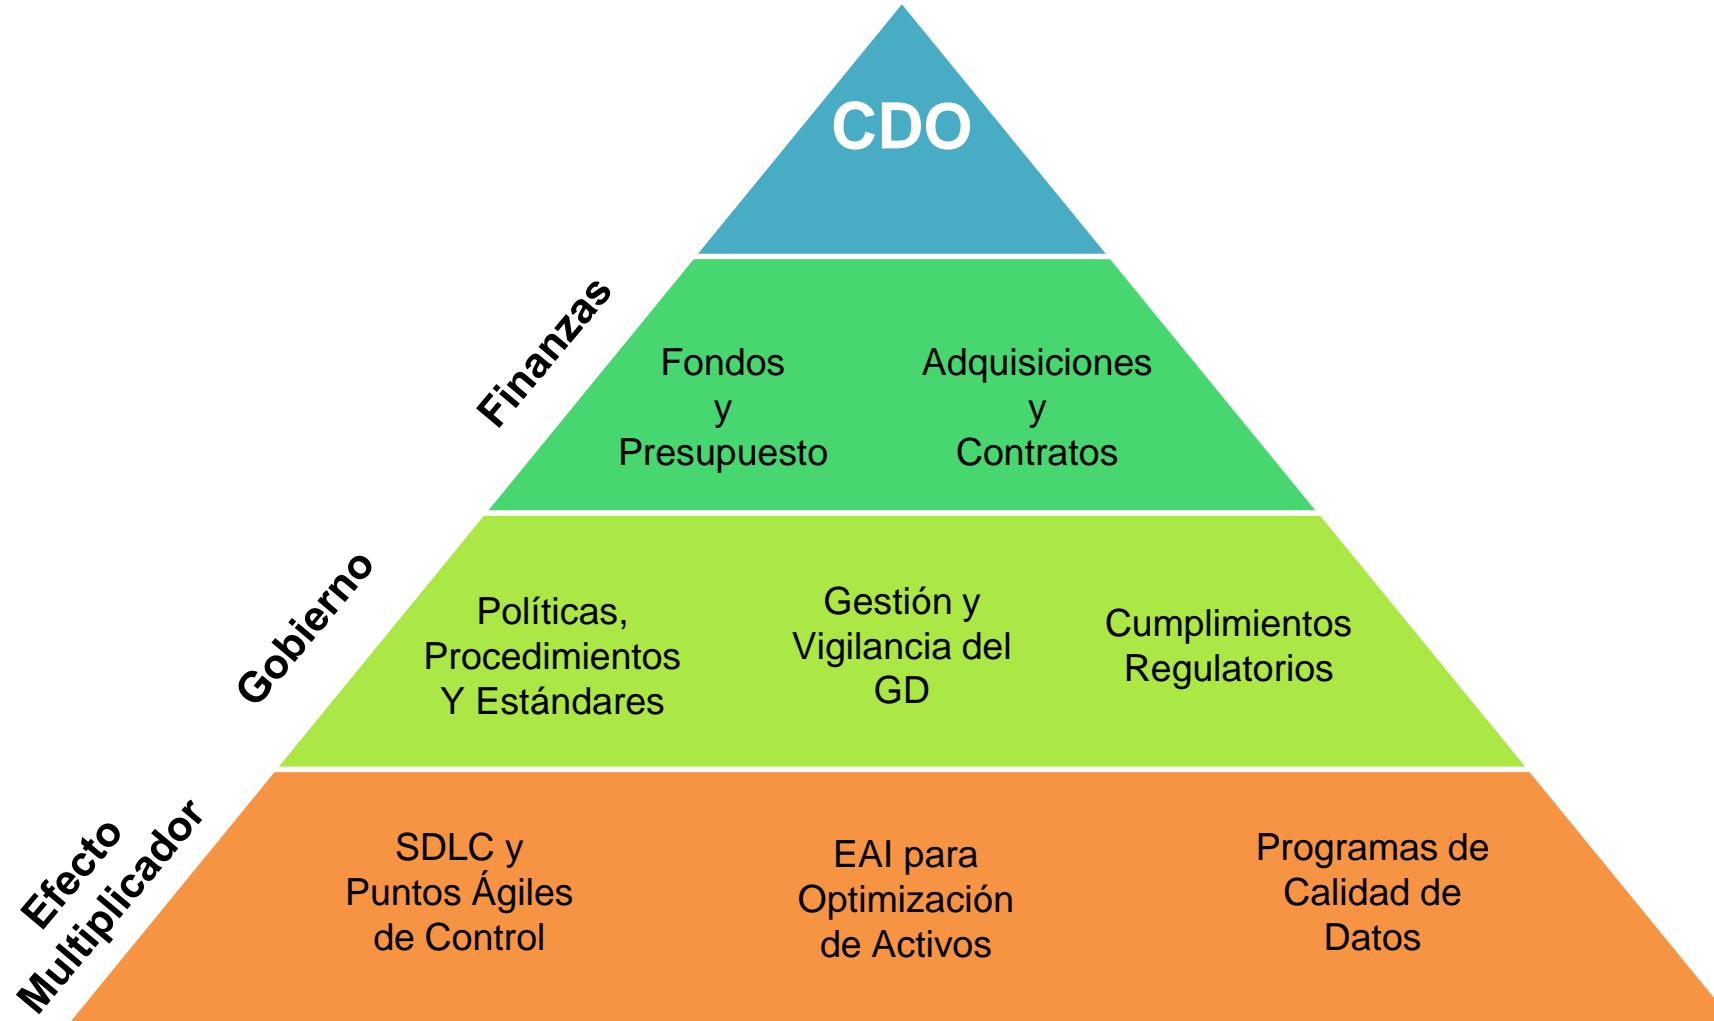 CDO
Finanzas
Fondos
y
Presupuesto
Adquisiciones
y
Contratos
Gobierno
Políticas,
Procedimientos
Y Estándares
Gestión y
Vigilancia del
GD
Cumplimientos
Regulatorios
Efecto
Multiplicador
SDLC y
Puntos Ágiles
de Control
EAI para
Optimización
de Activos
Programas de
Calidad de
Datos